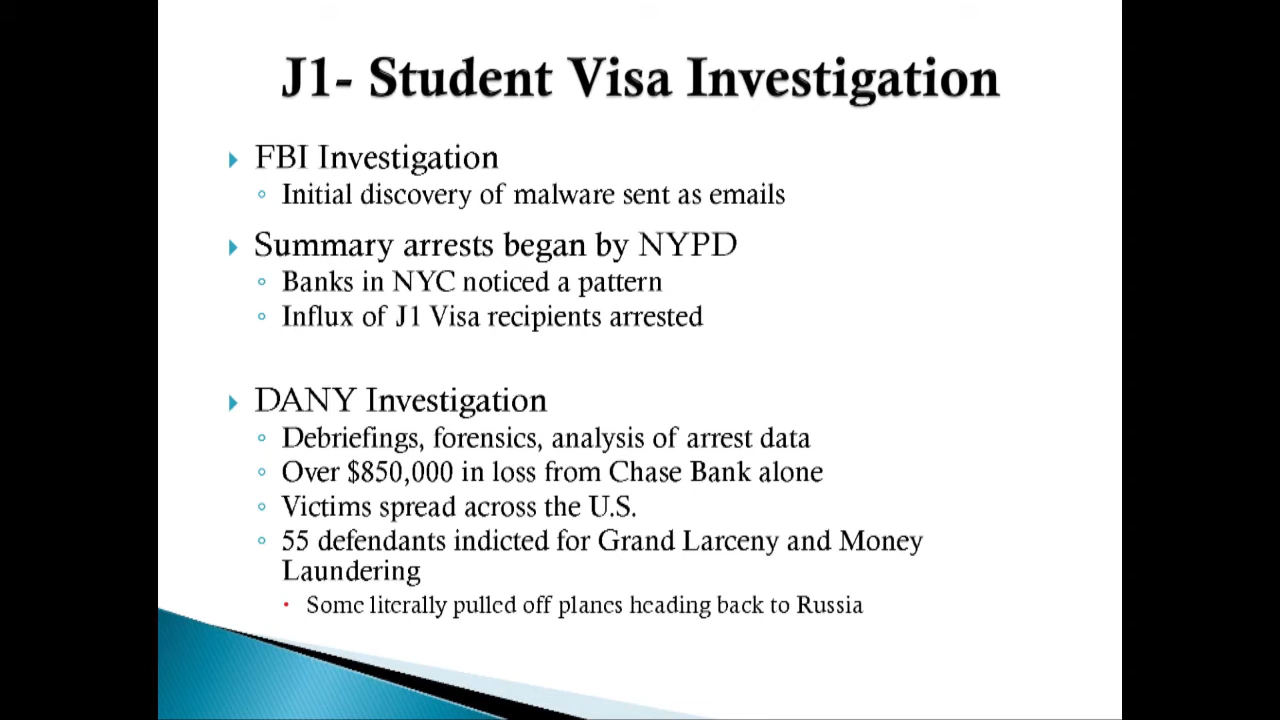 J1- Student Visa Investigation
FBI Investigation
Initial discovery of malware sent as emails
Summary arrests began by NYPD
Banks in NYC noticed a pattern
Influx of J1 Visa recipients arrested
DANY Investigation
Debriefings, forensics, analysis of arrest data
Over $850,000 in loss from Chase Bank alone
Victims spread across the U.S.
55 defendants indicted for Grand Larceny and Money
Laundering
Some literally pulled off planes heading back to Russia